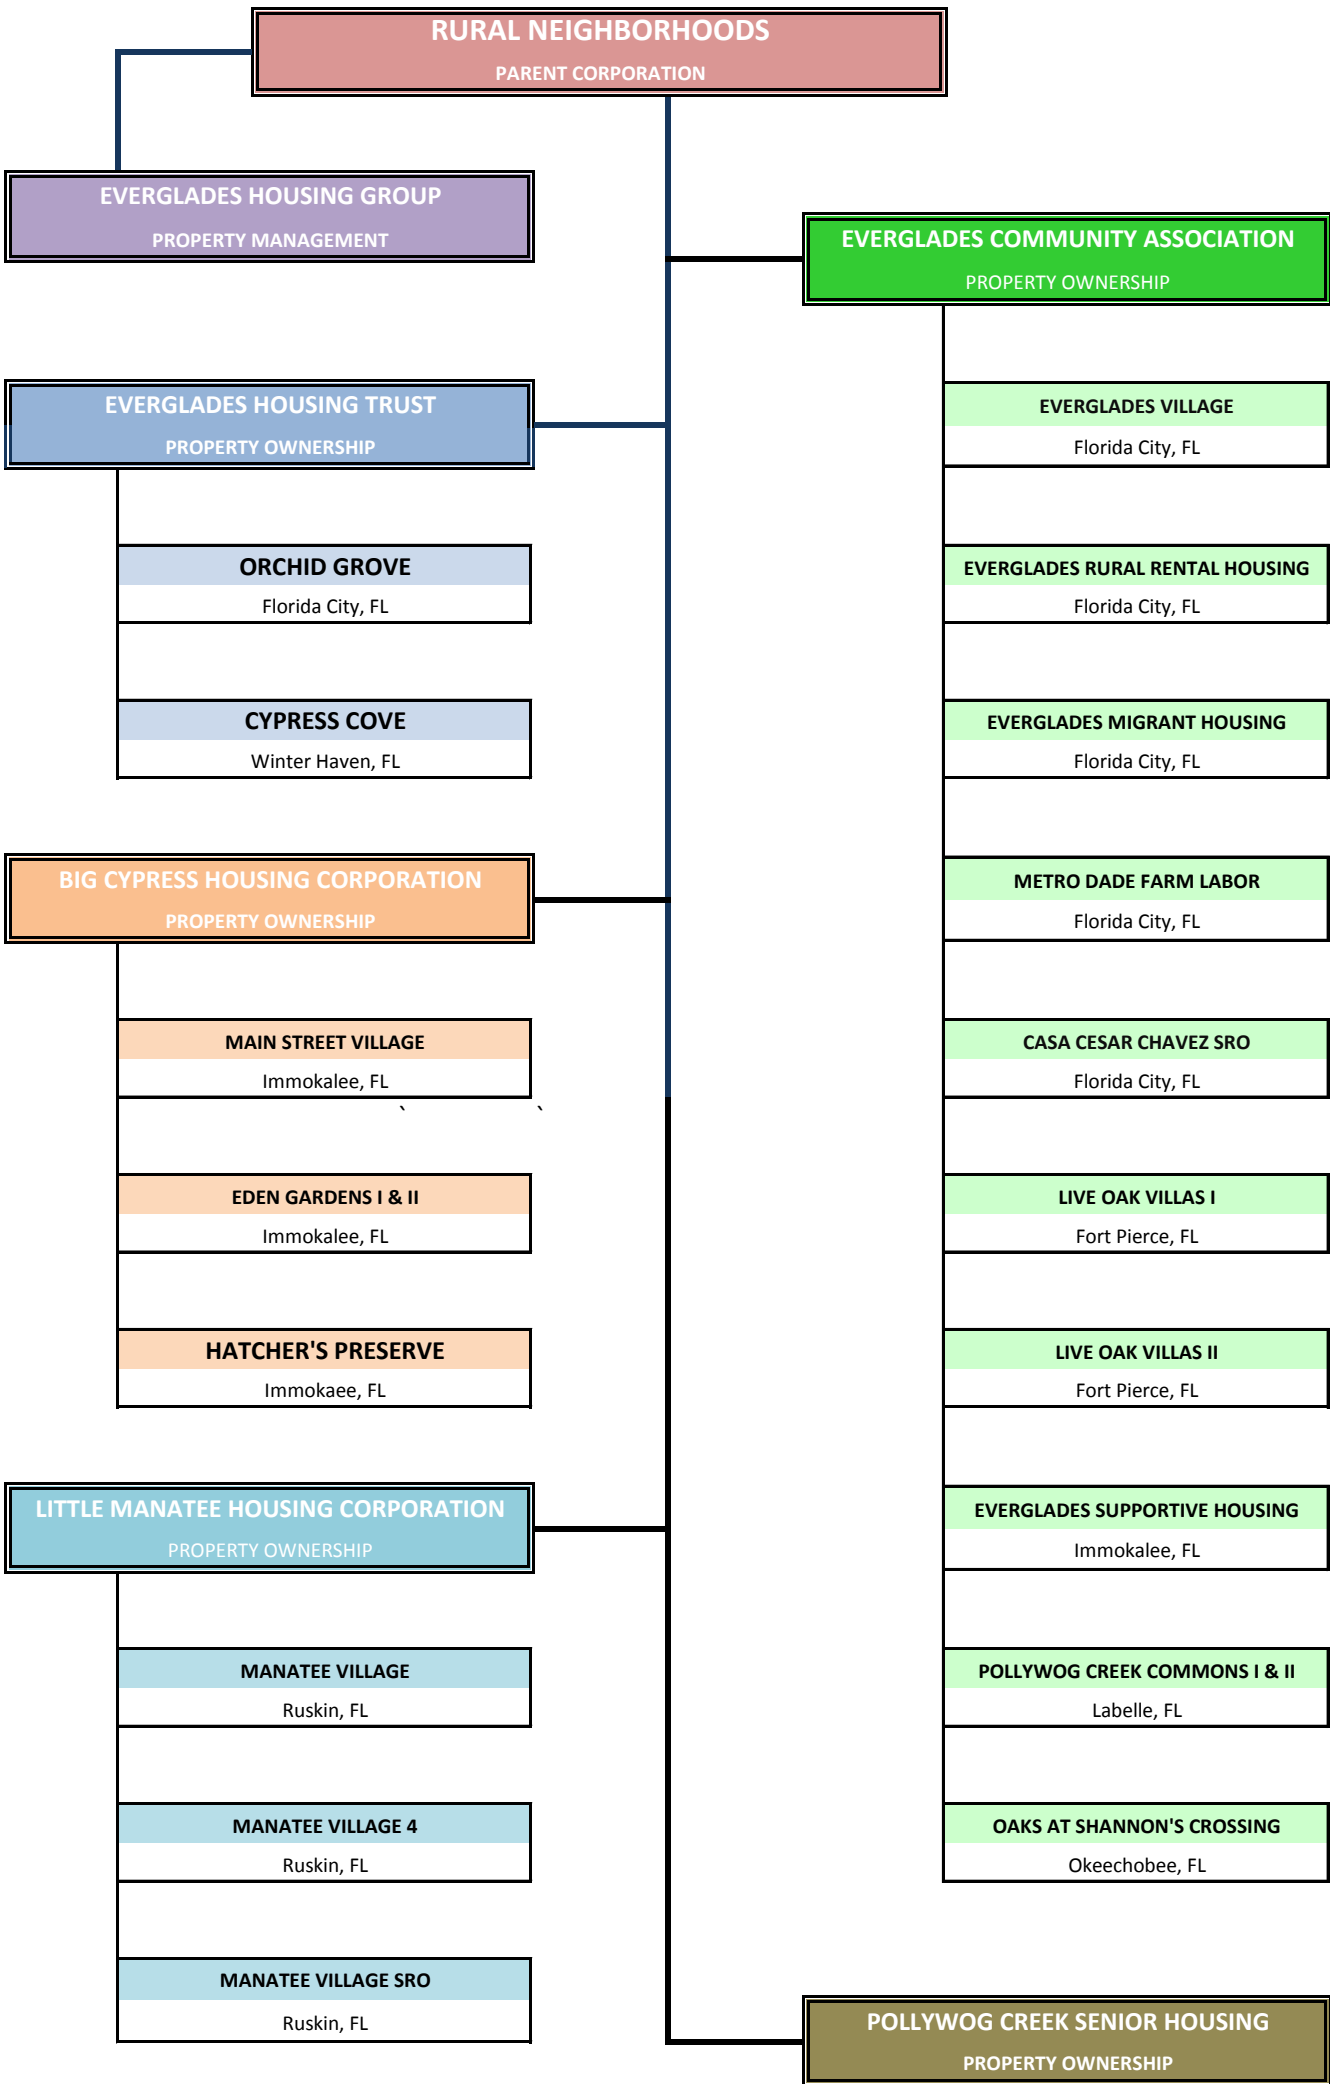 RURAL NEIGHBORHOODS
PARENT CORPORATION
EVERGLADES HOUSING GROUP
PROPERTY MANAGEMENT
EVERGLADES HOUSING TRUST
PROPERTY OWNERSHIP
ORCHID GROVE
Florida City, FL
CYPRESS COVE
Winter Haven, FL
BIG CYPRESS HOUSING CORPORATION
PROPERTY OWNERSHIP
MAIN STREET VILLAGE
Immokalee, FL
` `
EDEN GARDENS I & II
Immokalee, FL
HATCHER'S PRESERVE
Immokaee, FL
LITTLE MANATEE HOUSING CORPORATION
PROPERTY OWNERSHIP
MANATEE VILLAGE
Ruskin, FL
MANATEE VILLAGE 4
Ruskin, FL
MANATEE VILLAGE SRO
Ruskin, FL
EVERGLADES COMMUNITY ASSOCIATION
PROPERTY OWNERSHIP
EVERGLADES VILLAGE
Florida City, FL
EVERGLADES RURAL RENTAL HOUSING
Florida City, FL
EVERGLADES MIGRANT HOUSING
Florida City, FL
METRO DADE FARM LABOR
Florida City, FL
CASA CESAR CHAVEZ SRO
Florida City, FL
LIVE OAK VILLAS I
Fort Pierce, FL
LIVE OAK VILLAS II
Fort Pierce, FL
EVERGLADES SUPPORTIVE HOUSING
Immokalee, FL
POLLYWOG CREEK COMMONS I & II
Labelle, FL
OAKS AT SHANNON'S CROSSING
Okeechobee, FL
POLLYWOG CREEK SENIOR HOUSING
PROPERTY OWNERSHIP